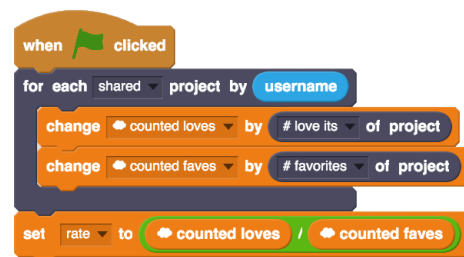 when clicked
for each shared project by username
change counted loves by # love its of project
change counted faves by # favorites of project
set rate to counted loves / counted faves